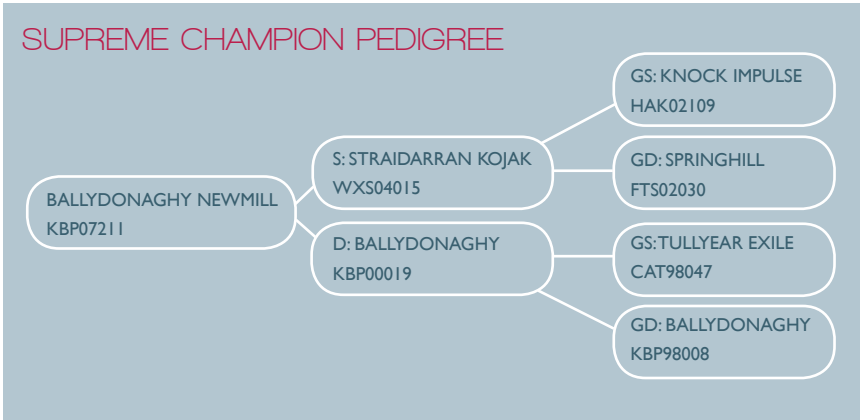 SUPREME CHAMPION PEDIGREE
BALLYDONAGHY NEWMILL
KBP07211
S: STRAIDARRAN KOJAK
WXS04015
D: BALLYDONAGHY
KBP00019
GS: KNOCK IMPULSE
HAK02109
GD: SPRINGHILL
FTS02030
GS: TULLYEAR EXILE
CAT98047
GD: BALLYDONAGHY
KBP98008